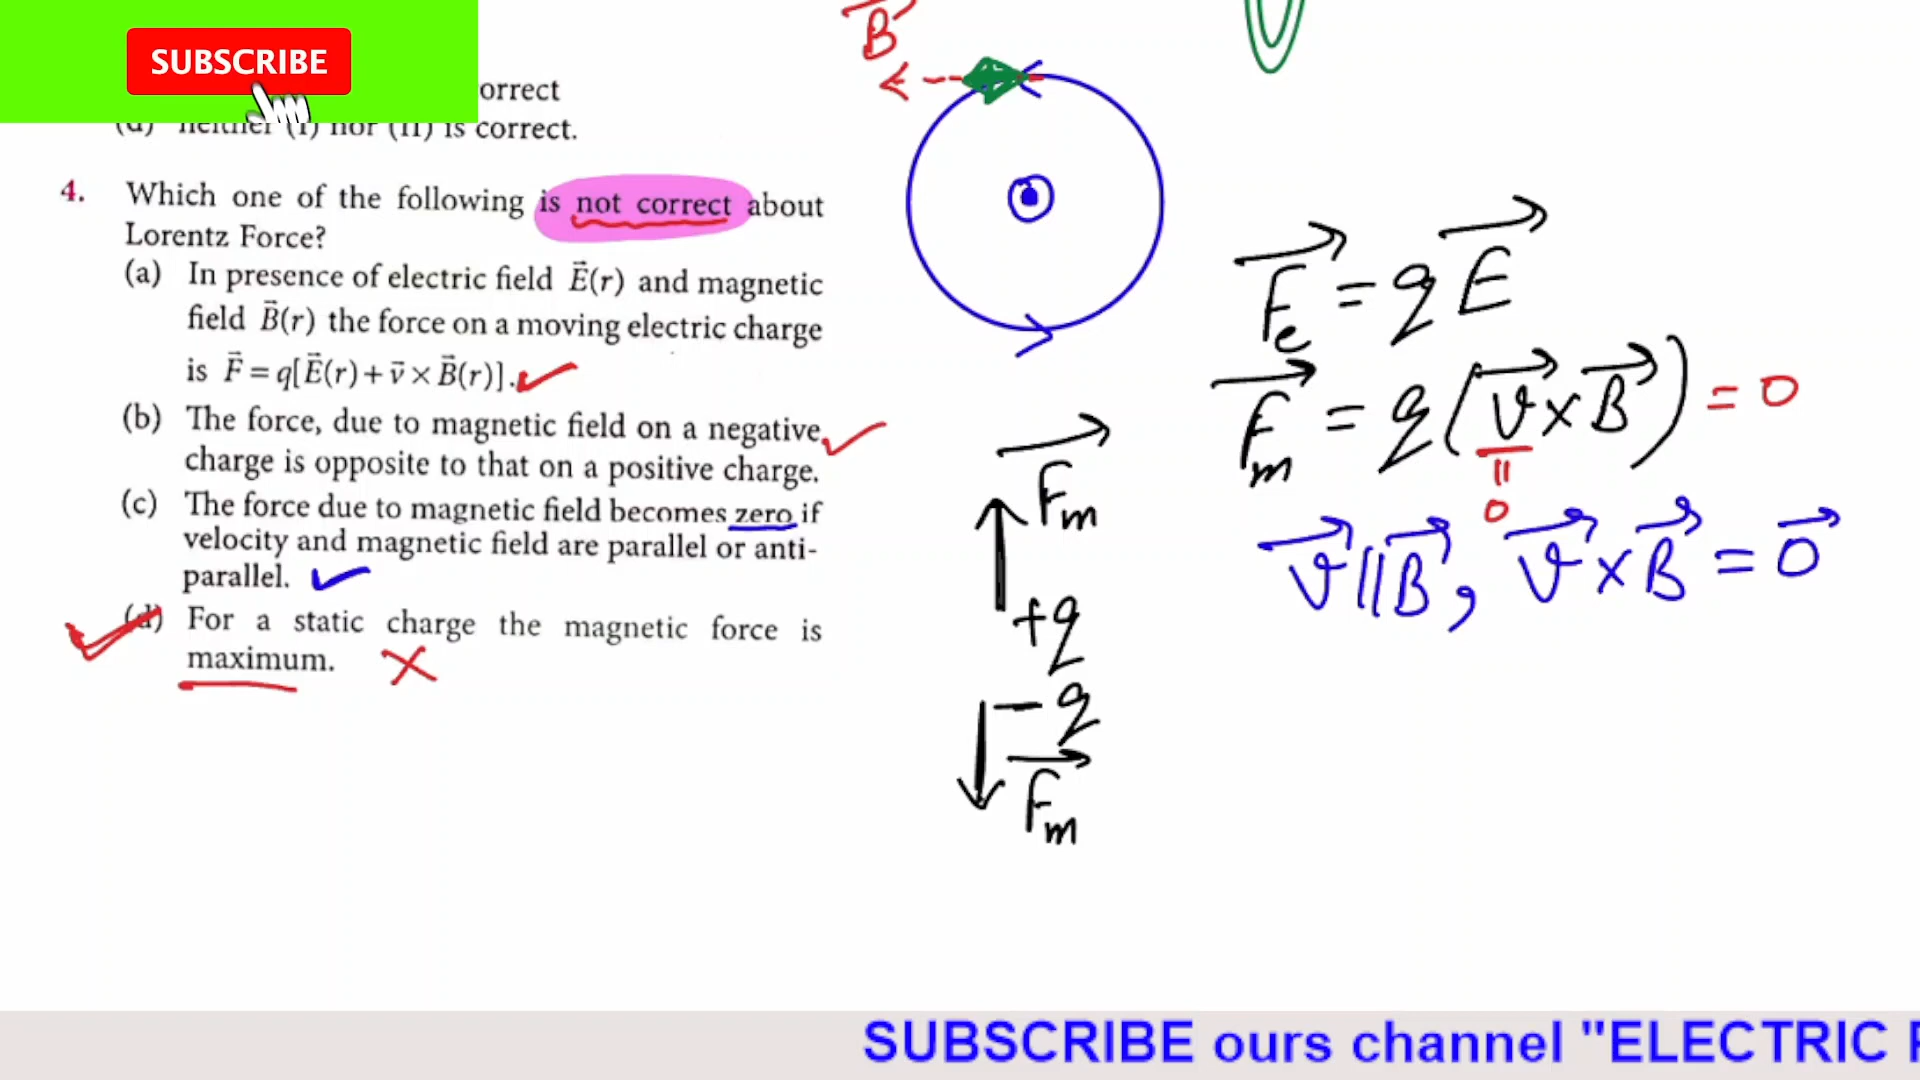 SUBSCRIBE
orrect
(d) neither (I) nor (II) is correct.
4. Which one of the following is not correct about
Lorentz Force?
(a) In presence of electric field E⃗(r) and magnetic
field B⃗(r) the force on a moving electric charge
is F⃗ = q[E⃗(r) + v⃗ × B⃗(r)].
(b) The force, due to magnetic field on a negative
charge is opposite to that on a positive charge.
(c) The force due to magnetic field becomes zero if
velocity and magnetic field are parallel or anti-
parallel.
(d) For a static charge the magnetic force is
maximum.
B⃗
F⃗e = qE⃗
F⃗m = q(v⃗ × B⃗) = 0
=
0
v⃗ || B⃗, v⃗ × B⃗ = 0⃗
F⃗m
+q
-q
F⃗m
SUBSCRIBE ours channel "ELECTRIC